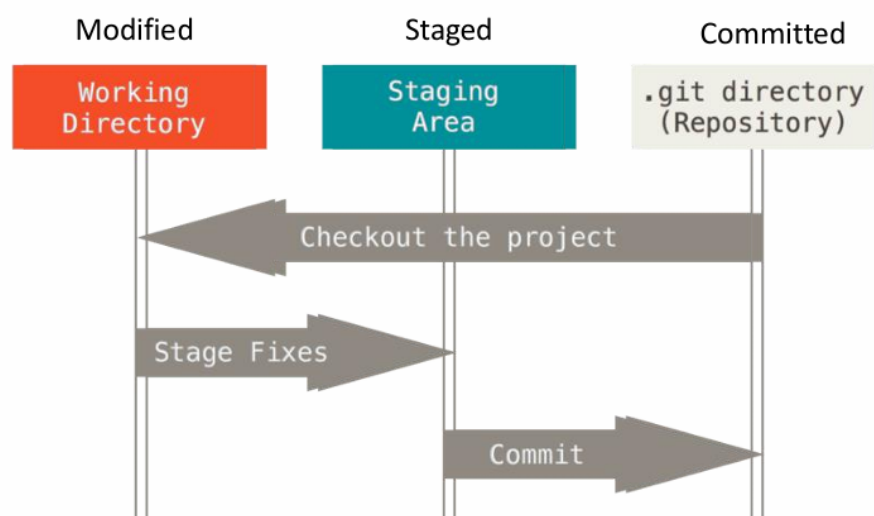 Modified
Staged
Committed
Working
Directory
Staging
Area
.git directory
(Repository)
Checkout the project
Stage Fixes
Commit